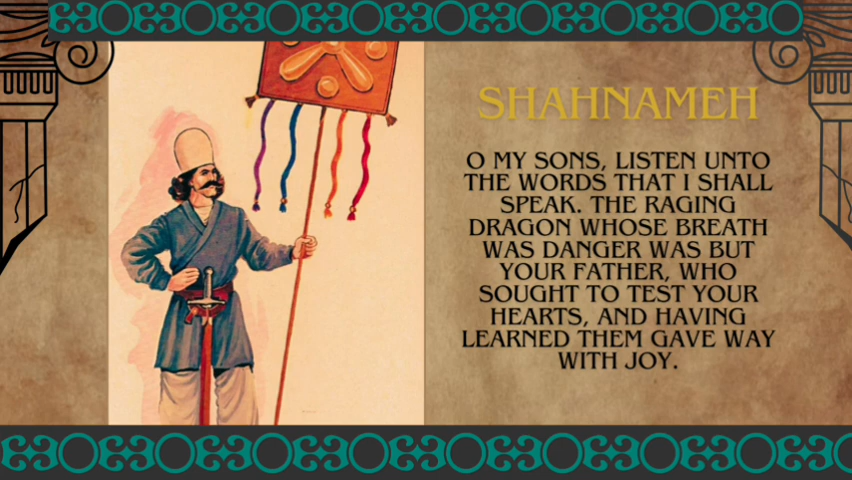 SHAHNAMEH
O MY SONS, LISTEN UNTO
THE WORDS THAT I SHALL
SPEAK. THE RAGING
DRAGON WHOSE BREATH
WAS DANGER WAS BUT
YOUR FATHER, WHO
SOUGHT TO TEST YOUR
HEARTS, AND HAVING
LEARNED THEM GAVE WAY
WITH JOY.